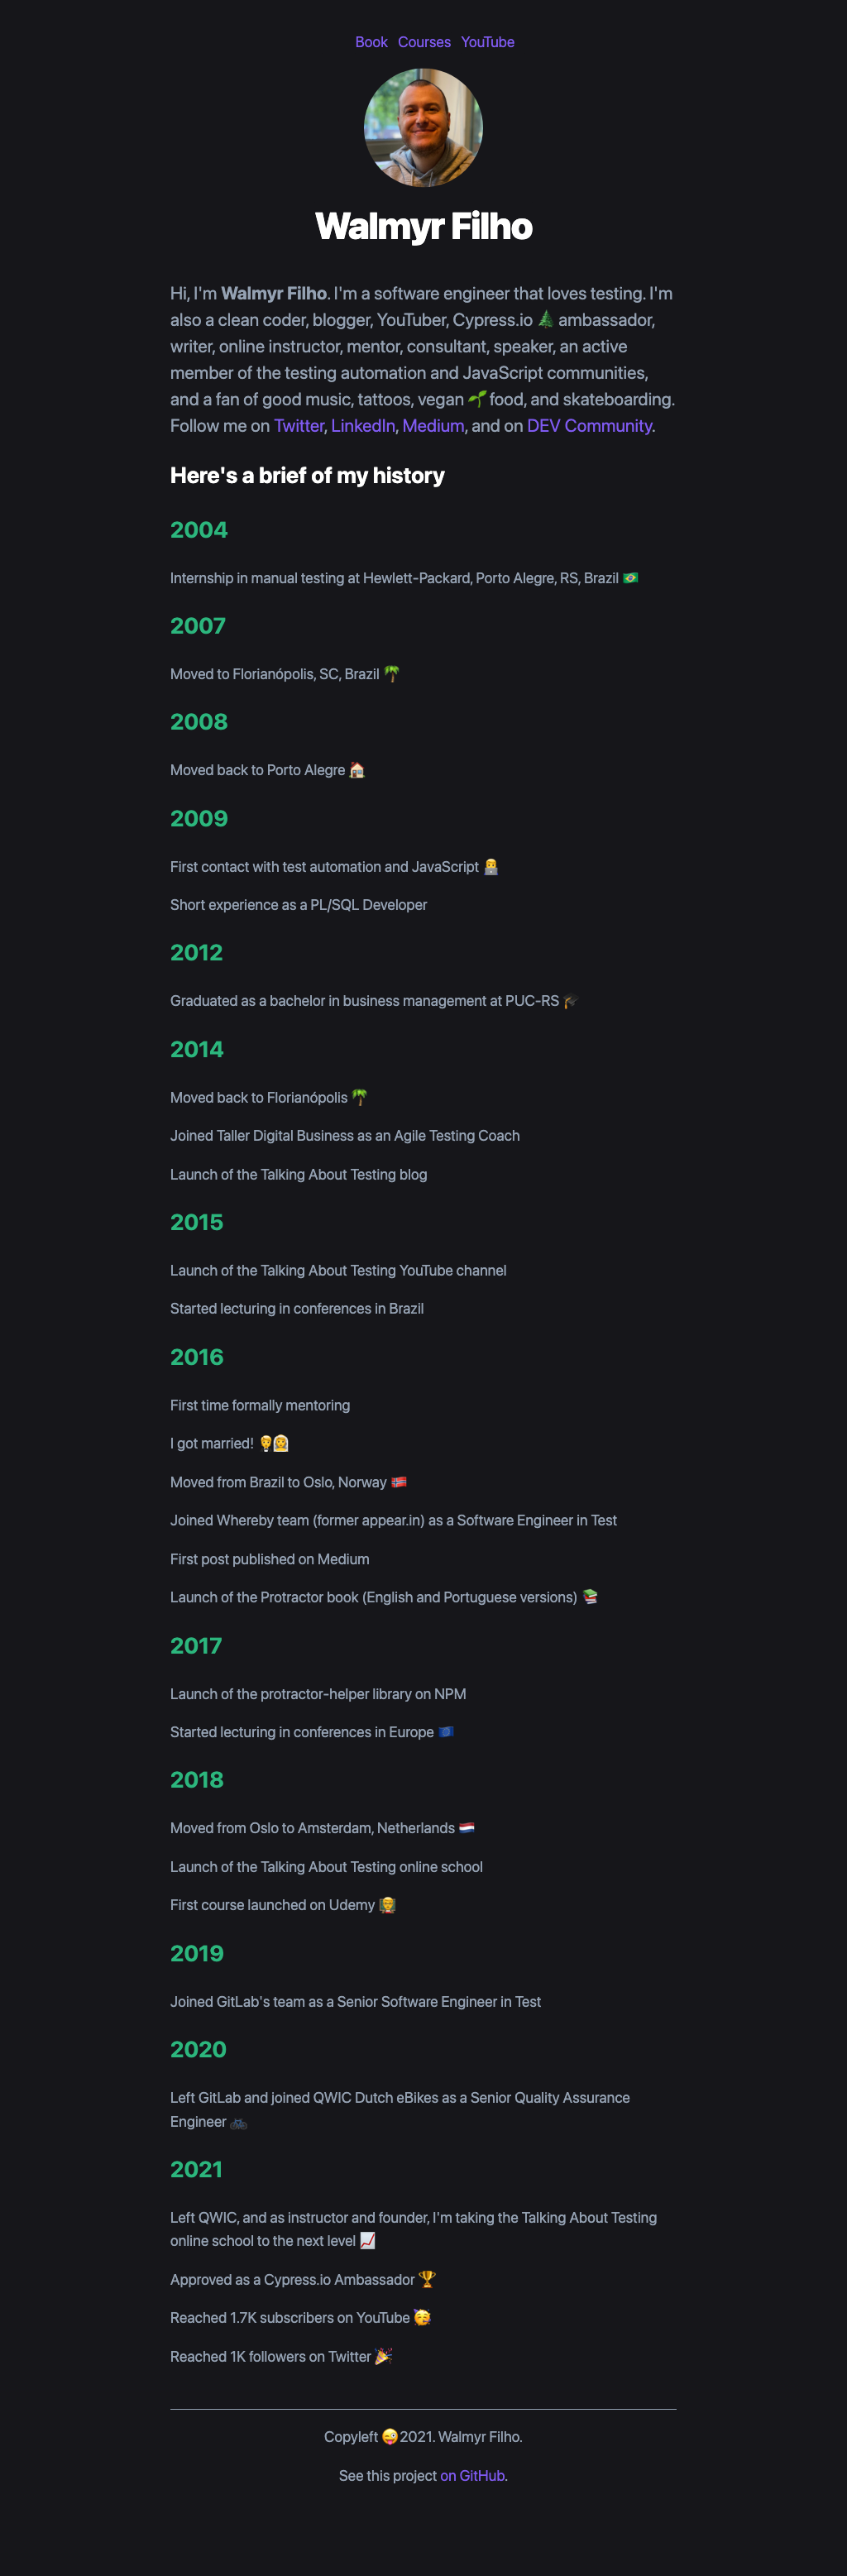 Book Courses YouTube
Walmyr Filho
Hi, I'm Walmyr Filho. I'm a software engineer that loves testing. I'm
also a clean coder, blogger, YouTuber, Cypress.io 🌲 ambassador,
writer, online instructor, mentor, consultant, speaker, an active
member of the testing automation and JavaScript communities,
and a fan of good music, tattoos, vegan 🌱 food, and skateboarding.
Follow me on Twitter, LinkedIn, Medium, and on DEV Community.
Here's a brief of my history
2004
Internship in manual testing at Hewlett-Packard, Porto Alegre, RS, Brazil 🇧🇷
2007
Moved to Florianópolis, SC, Brazil 🌴
2008
Moved back to Porto Alegre 🏠
2009
First contact with test automation and JavaScript 👨‍💻
Short experience as a PL/SQL Developer
2012
Graduated as a bachelor in business management at PUC-RS 🎓
2014
Moved back to Florianópolis 🌴
Joined Taller Digital Business as an Agile Testing Coach
Launch of the Talking About Testing blog
2015
Launch of the Talking About Testing YouTube channel
Started lecturing in conferences in Brazil
2016
First time formally mentoring
I got married! 🤵👰
Moved from Brazil to Oslo, Norway 🇳🇴
Joined Whereby team (former appear.in) as a Software Engineer in Test
First post published on Medium
Launch of the Protractor book (English and Portuguese versions) 📚
2017
Launch of the protractor-helper library on NPM
Started lecturing in conferences in Europe 🇪🇺
2018
Moved from Oslo to Amsterdam, Netherlands 🇳🇱
Launch of the Talking About Testing online school
First course launched on Udemy 👨‍🏫
2019
Joined GitLab's team as a Senior Software Engineer in Test
2020
Left GitLab and joined QWIC Dutch eBikes as a Senior Quality Assurance
Engineer 🚲
2021
Left QWIC, and as instructor and founder, I'm taking the Talking About Testing
online school to the next level 📈
Approved as a Cypress.io Ambassador 🏆
Reached 1.7K subscribers on YouTube 🥳
Reached 1K followers on Twitter 🎉
Copyleft 😜 2021. Walmyr Filho.
See this project on GitHub.